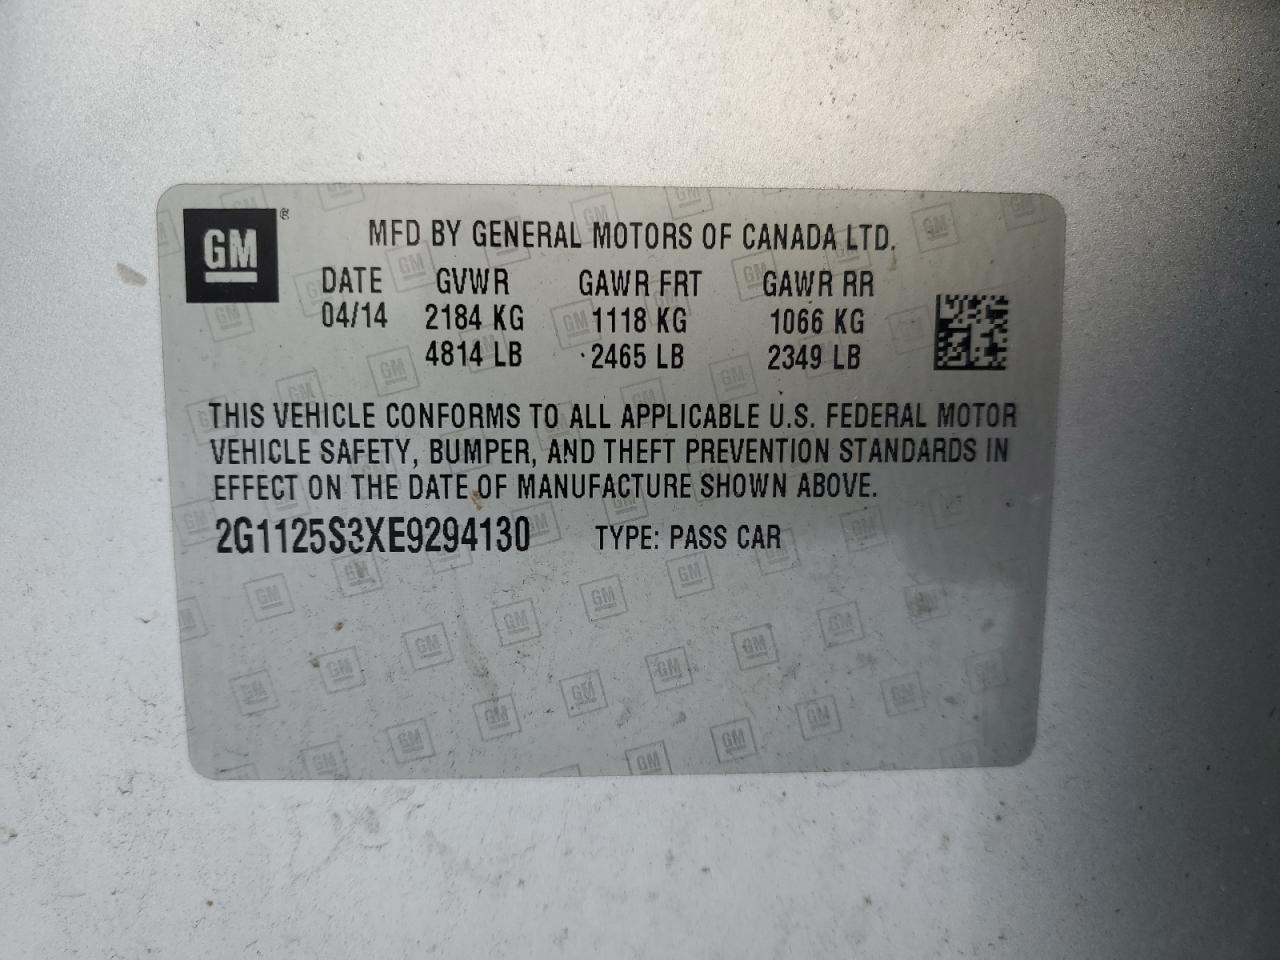 GM ®
MFD BY GENERAL MOTORS OF CANADA LTD.
DATE GVWR GAWR FRT GAWR RR
04/14 2184 KG 1118 KG 1066 KG
4814 LB 2465 LB 2349 LB
THIS VEHICLE CONFORMS TO ALL APPLICABLE U.S. FEDERAL MOTOR
VEHICLE SAFETY, BUMPER, AND THEFT PREVENTION STANDARDS IN
EFFECT ON THE DATE OF MANUFACTURE SHOWN ABOVE.
2G1125S3XE9294130 TYPE: PASS CAR